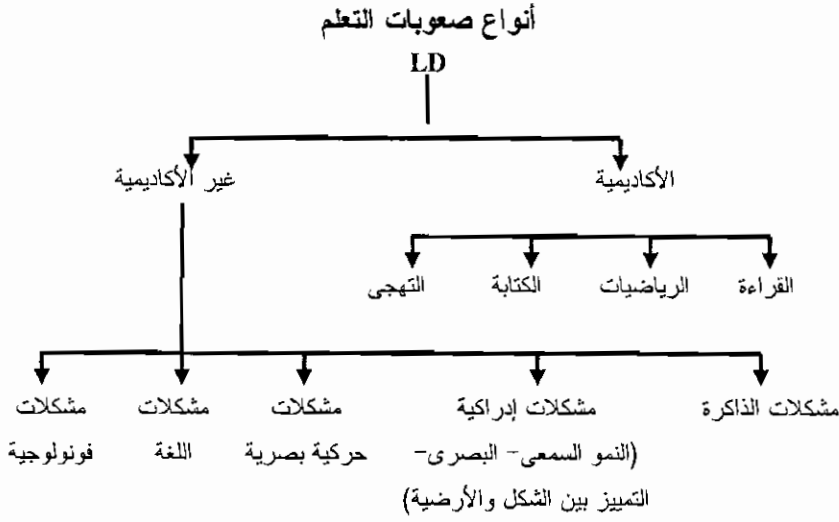 أنواع صعوبات التعلم
LD
الأكاديمية
غير الأكاديمية
القراءة
الرياضيات
الكتابة
التهجى
مشكلات الذاكرة
مشكلات إدراكية
(النمو السمعى- البصرى-
التمييز بين الشكل والأرضية)
مشكلات
حركية بصرية
مشكلات
اللغة
مشكلات
فونولوجية